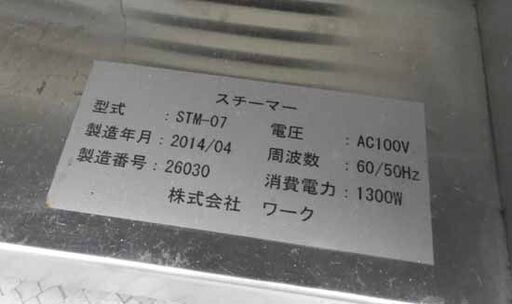 スチーマー
型式 :STM-07 電圧 :AC100V
製造年月:2014/04 周波数 :60/50Hz
製造番号:26030 消費電力:1300W
株式会社 ワーク